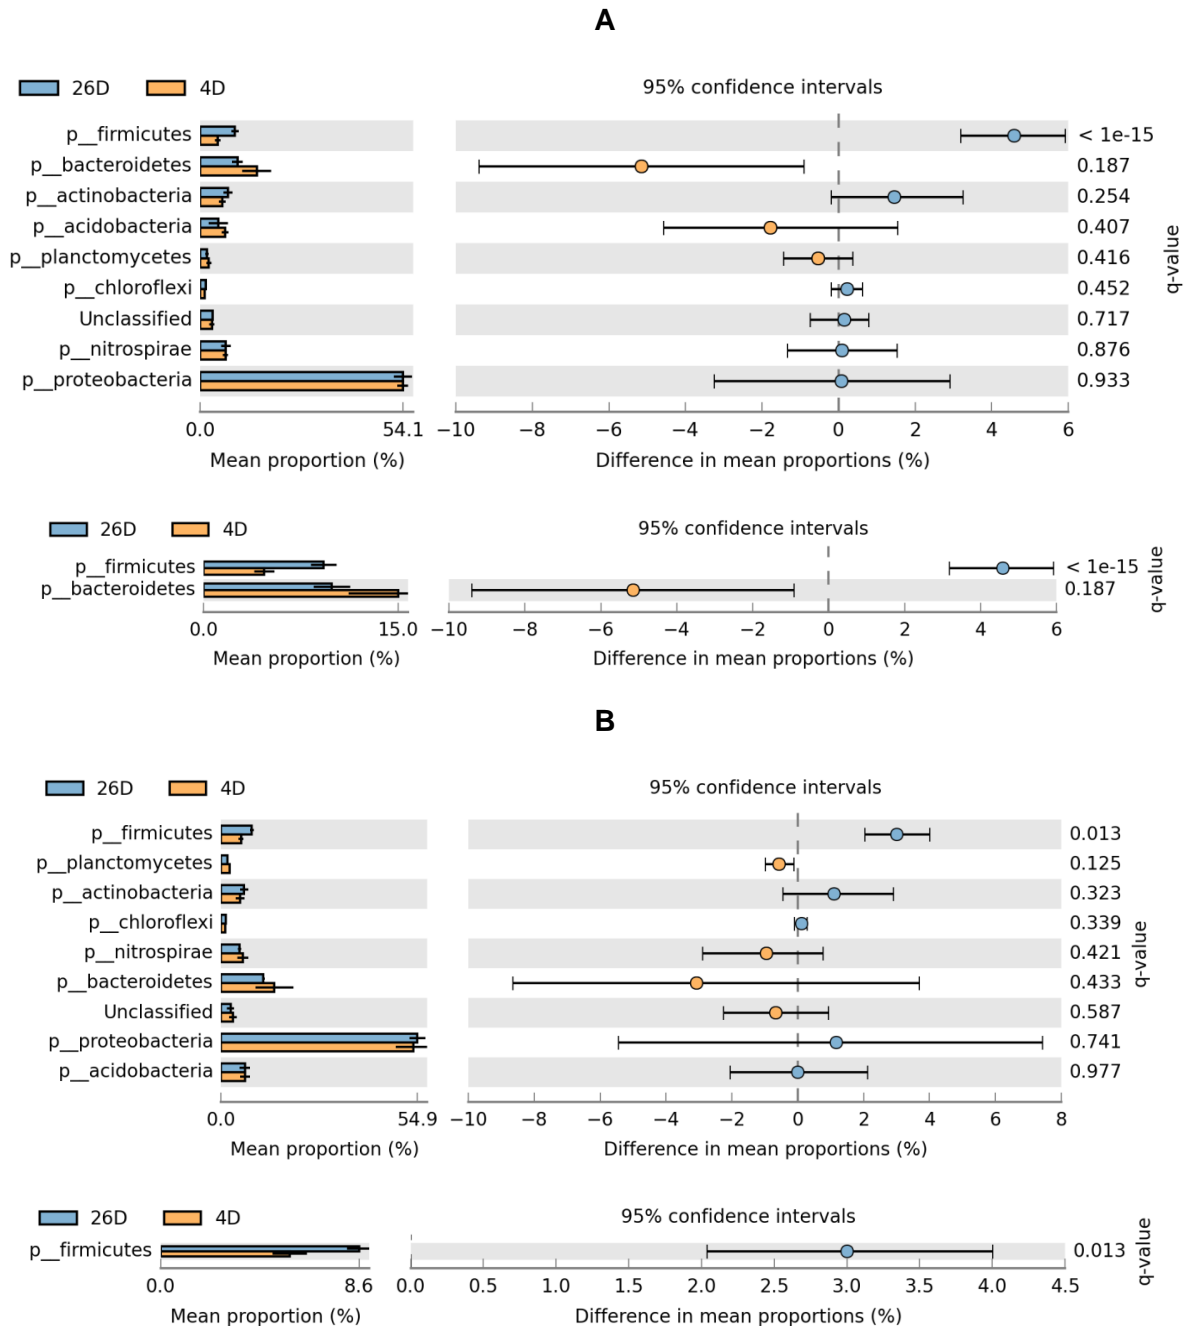 A
26D 4D 95% confidence intervals
p__firmicutes < 1e-15
p__bacteroidetes 0.187
p__actinobacteria 0.254
p__acidobacteria 0.407
p__planctomycetes 0.416
p__chloroflexi 0.452
Unclassified 0.717
p__nitrospirae 0.876
p__proteobacteria 0.933
q-value
0.0 54.1 −10 −8 −6 −4 −2 0 2 4 6
Mean proportion (%) Difference in mean proportions (%)
26D 4D 95% confidence intervals
p__firmicutes < 1e-15
p__bacteroidetes 0.187
q-value
0.0 15.0 −10 −8 −6 −4 −2 0 2 4 6
Mean proportion (%) Difference in mean proportions (%)
B
26D 4D 95% confidence intervals
p__firmicutes 0.013
p__planctomycetes 0.125
p__actinobacteria 0.323
p__chloroflexi 0.339
p__nitrospirae 0.421
p__bacteroidetes 0.433
Unclassified 0.587
p__proteobacteria 0.741
p__acidobacteria 0.977
q-value
0.0 54.9 −10 −8 −6 −4 −2 0 2 4 6 8
Mean proportion (%) Difference in mean proportions (%)
26D 4D 95% confidence intervals
p__firmicutes 0.013
q-value
0.0 8.6 0.0 0.5 1.0 1.5 2.0 2.5 3.0 3.5 4.0 4.5
Mean proportion (%) Difference in mean proportions (%)